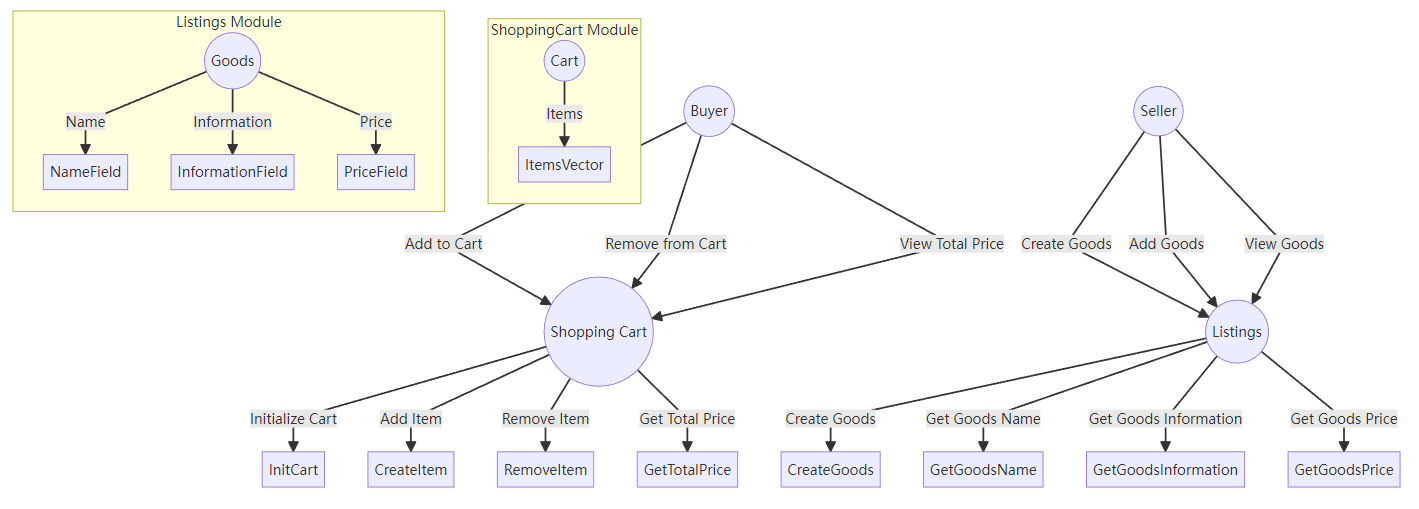 Listings Module
ShoppingCart Module
Goods
Cart
Buyer
Seller
Name
Information
Price
Items
NameField
InformationField
PriceField
ItemsVector
Add to Cart
Remove from Cart
View Total Price
Create Goods
Add Goods
View Goods
Shopping Cart
Listings
Initialize Cart
Add Item
Remove Item
Get Total Price
Create Goods
Get Goods Name
Get Goods Information
Get Goods Price
InitCart
CreateItem
RemoveItem
GetTotalPrice
CreateGoods
GetGoodsName
GetGoodsInformation
GetGoodsPrice